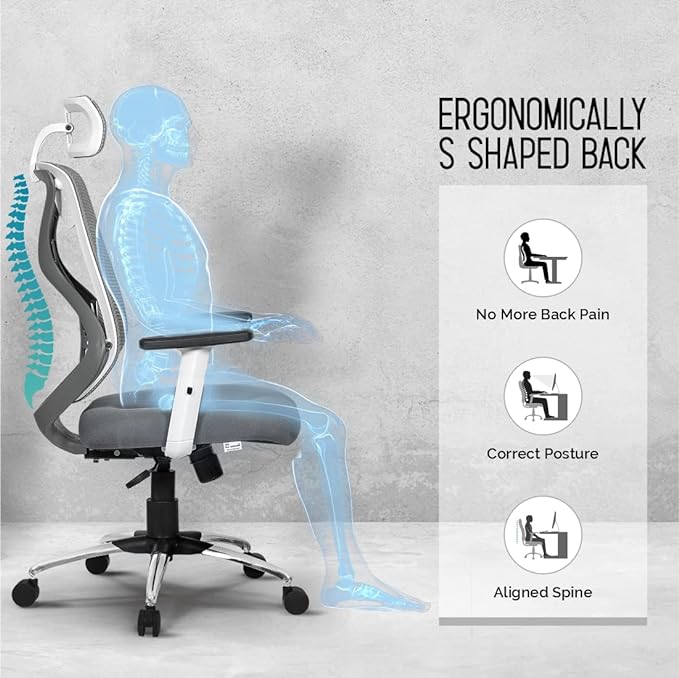 ERGONOMICALLY
S SHAPED BACK
No More Back Pain
Correct Posture
Aligned Spine